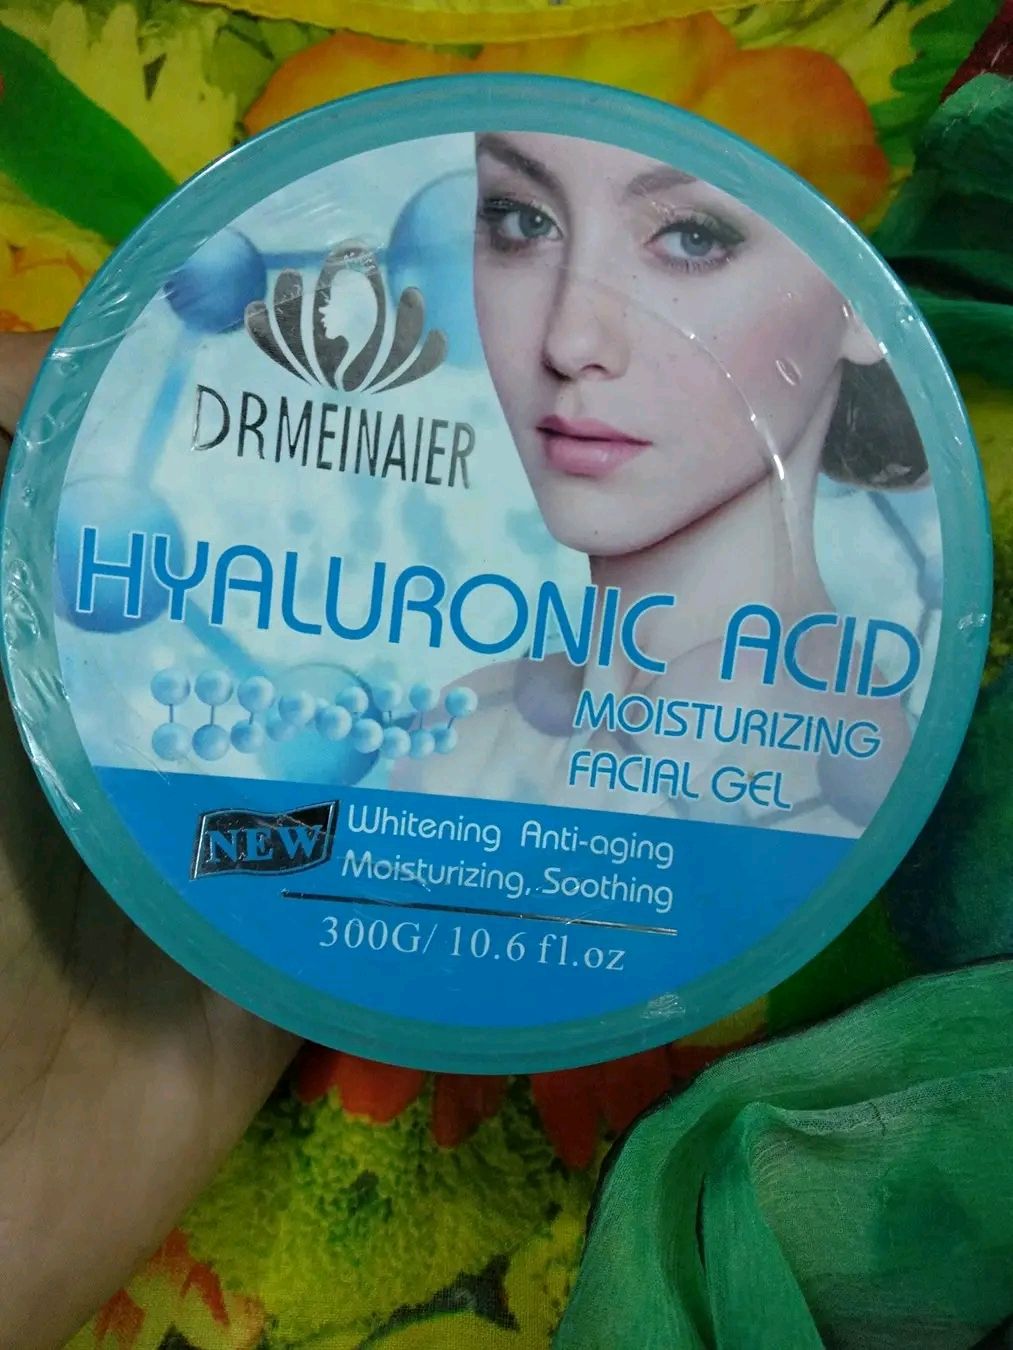 DRMEINAIER
HYALURONIC ACID
MOISTURIZING
FACIAL GEL
NEW
Whitening Anti-aging
Moisturizing, Soothing
300G/ 10.6 fl.oz